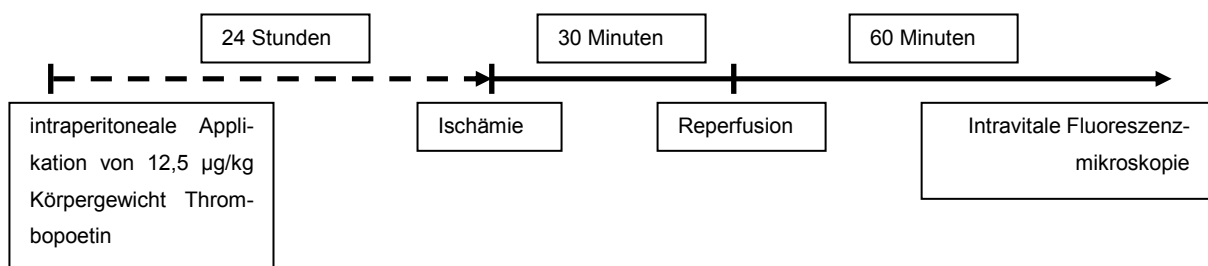 24 Stunden
30 Minuten
60 Minuten
intraperitoneale Appli-
kation von 12,5 µg/kg
Körpergewicht Throm-
bopoetin
Ischämie
Reperfusion
Intravitale Fluoreszenz-
mikroskopie